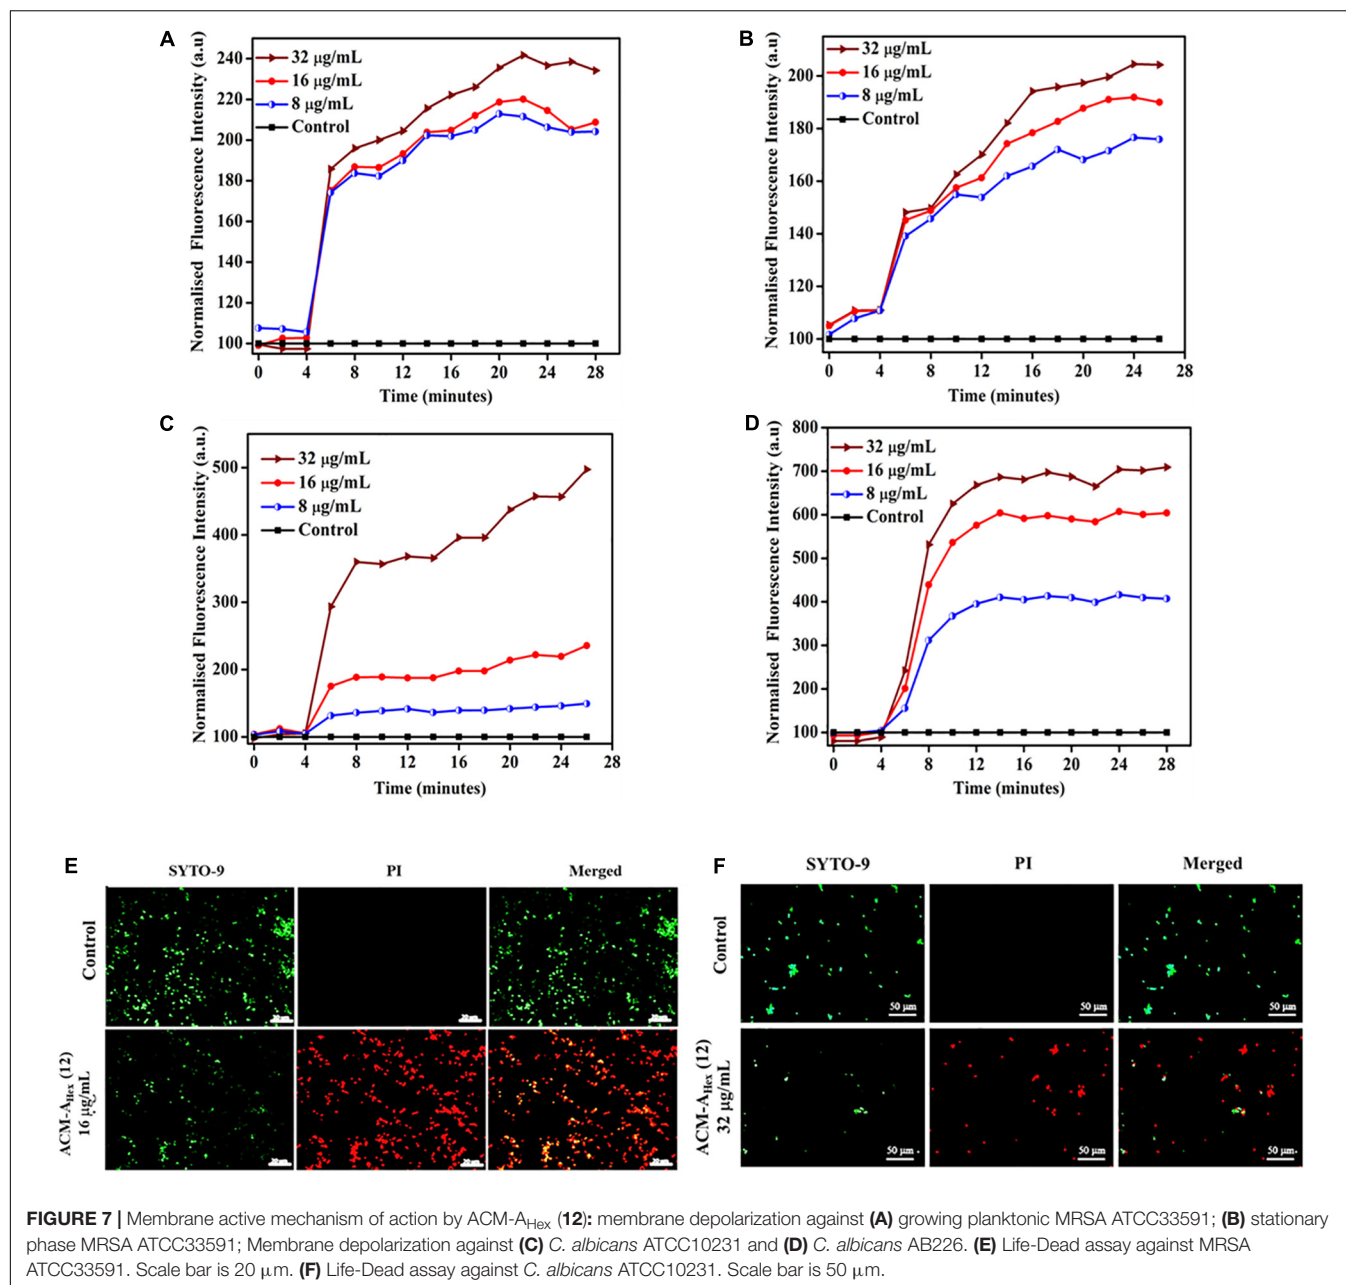 A
Normalised Fluorescence Intensity (a.u)
240
220
200
180
160
140
120
100
32 μg/mL
16 μg/mL
8 μg/mL
Control
0 4 8 12 16 20 24 28
Time (minutes)
B
Normalised Fluorescence Intensity (a.u)
200
180
160
140
120
100
32 μg/mL
16 μg/mL
8 μg/mL
Control
0 4 8 12 16 20 24 28
Time (minutes)
C
Normalised Fluorescence Intensity (a.u.)
500
400
300
200
100
32 μg/mL
16 μg/mL
8 μg/mL
Control
0 4 8 12 16 20 24 28
Time (minutes)
D
Normalised Fluorescence Intensity (a.u)
800
700
600
500
400
300
200
100
32 μg/mL
16 μg/mL
8 μg/mL
Control
0 4 8 12 16 20 24 28
Time (minutes)
E
SYTO-9 PI Merged
Control
ACM-AHex (12)
16 μg/mL
F
SYTO-9 PI Merged
Control
50 μm 50 μm 50 μm
ACM-AHex (12)
32 μg/mL
50 μm 50 μm 50 μm
FIGURE 7 | Membrane active mechanism of action by ACM-AHex (12): membrane depolarization against (A) growing planktonic MRSA ATCC33591; (B) stationary
phase MRSA ATCC33591; Membrane depolarization against (C) C. albicans ATCC10231 and (D) C. albicans AB226. (E) Life-Dead assay against MRSA
ATCC33591. Scale bar is 20 μm. (F) Life-Dead assay against C. albicans ATCC10231. Scale bar is 50 μm.